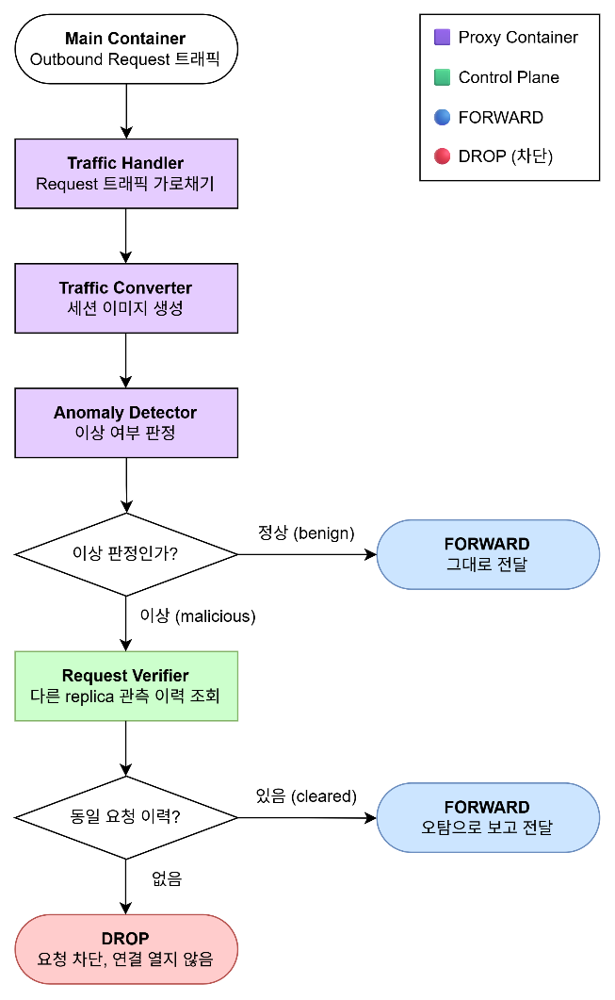 Main Container
Outbound Request 트래픽
Proxy Container
Control Plane
FORWARD
DROP (차단)
Traffic Handler
Request 트래픽 가로채기
Traffic Converter
세션 이미지 생성
Anomaly Detector
이상 여부 판정
이상 판정인가?
정상 (benign)
FORWARD
그대로 전달
이상 (malicious)
Request Verifier
다른 replica 관측 이력 조회
동일 요청 이력?
있음 (cleared)
FORWARD
오탐으로 보고 전달
없음
DROP
요청 차단, 연결 열지 않음